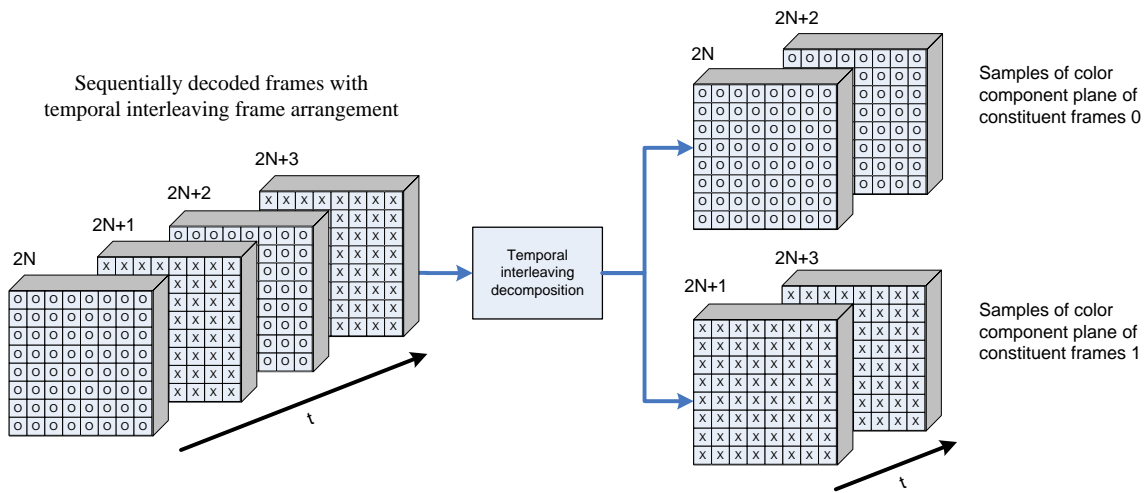 Sequentially decoded frames with
temporal interleaving frame arrangement
2N
2N+1
2N+2
2N+3
O O O O O O O O
O O O O O O O O
O O O O O O O O
O O O O O O O O
O O O O O O O O
O O O O O O O O
O O O O O O O O
O O O O O O O O
X X X X X X X X
X X X X
X X X X
X X X X
X X X X
X X X X
X X X X
X X X X
O O O O O O O O
O O O O
O O O O
O O O O
O O O O
O O O O
O O O O
O O O O
X X X X X X X X
X X X X
X X X X
X X X X
X X X X
X X X X
X X X X
X X X X
t
Temporal
interleaving
decomposition
2N
2N+2
O O O O O O O O
O O O O O O O O
O O O O O O O O
O O O O O O O O
O O O O O O O O
O O O O O O O O
O O O O O O O O
O O O O O O O O
O O O O O O O O
O O O O
O O O O
O O O O
O O O O
O O O O
O O O O
O O O O
Samples of color
component plane of
constituent frames 0
2N+1
2N+3
X X X X X X X X
X X X X X X X X
X X X X X X X X
X X X X X X X X
X X X X X X X X
X X X X X X X X
X X X X X X X X
X X X X X X X X
X X X X X X X X
X X X X
X X X X
X X X X
X X X X
X X X X
X X X X
X X X X
Samples of color
component plane of
constituent frames 1
t